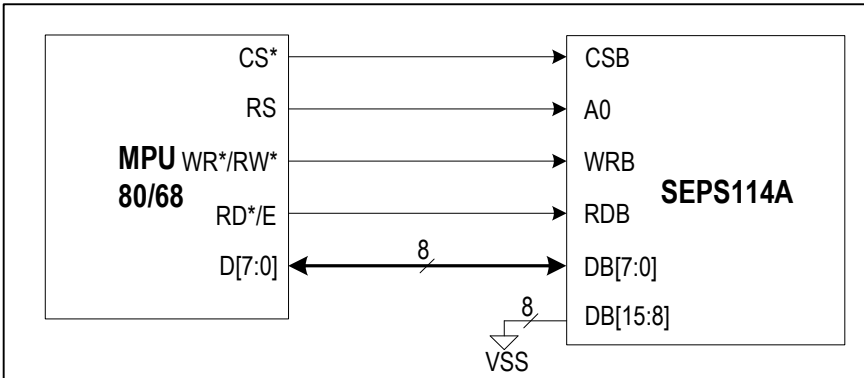 CS* CSB
RS A0
MPU WR*/RW* WRB
80/68 SEPS114A
RD*/E RDB
D[7:0] 8 DB[7:0]
8 DB[15:8]
VSS